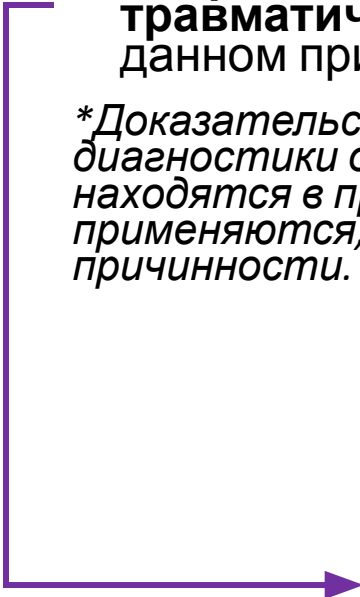 травматич
данном при
*Доказательс
диагностики с
находятся в п
применяются,
причинности.